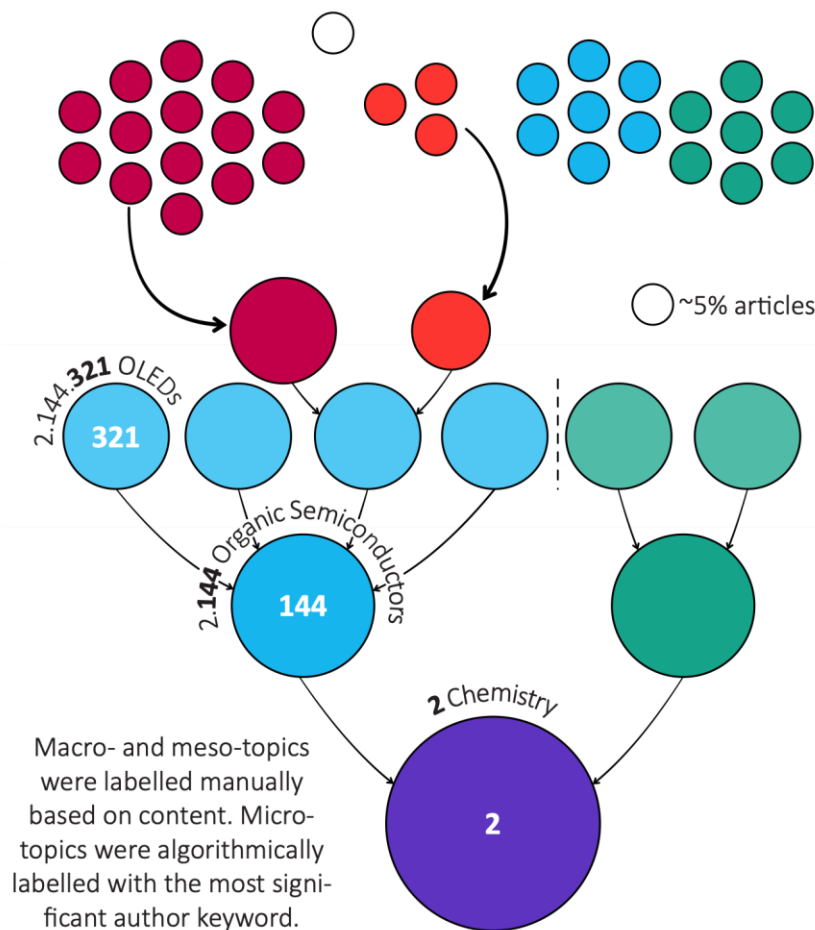 ~5% articles
2.144.321 OLEDs
321
2.144 Organic Semiconductors
144
2 Chemistry
2
Macro- and meso-topics
were labelled manually
based on content. Micro-
topics were algorithmically
labelled with the most signi-
ficant author keyword.